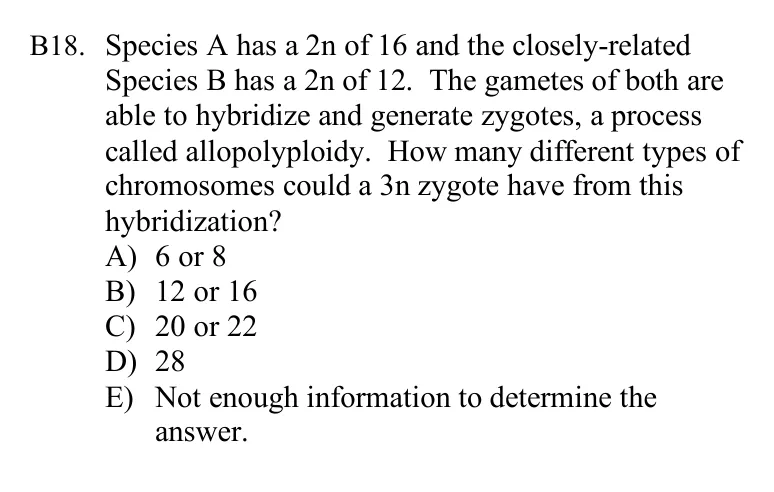 B18. Species A has a 2n of 16 and the closely-related
Species B has a 2n of 12. The gametes of both are
able to hybridize and generate zygotes, a process
called allopolyploidy. How many different types of
chromosomes could a 3n zygote have from this
hybridization?
A) 6 or 8
B) 12 or 16
C) 20 or 22
D) 28
E) Not enough information to determine the
answer.